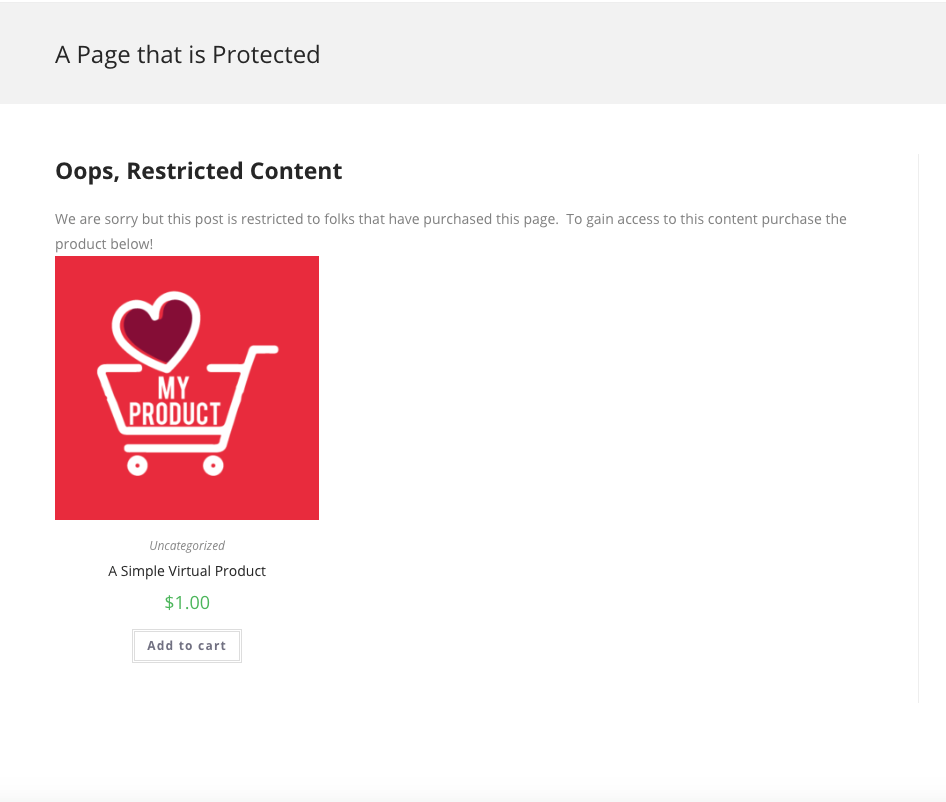 A Page that is Protected
Oops, Restricted Content
We are sorry but this post is restricted to folks that have purchased this page.  To gain access to this content purchase the
product below!
MY
PRODUCT
Uncategorized
A Simple Virtual Product
$1.00
Add to cart